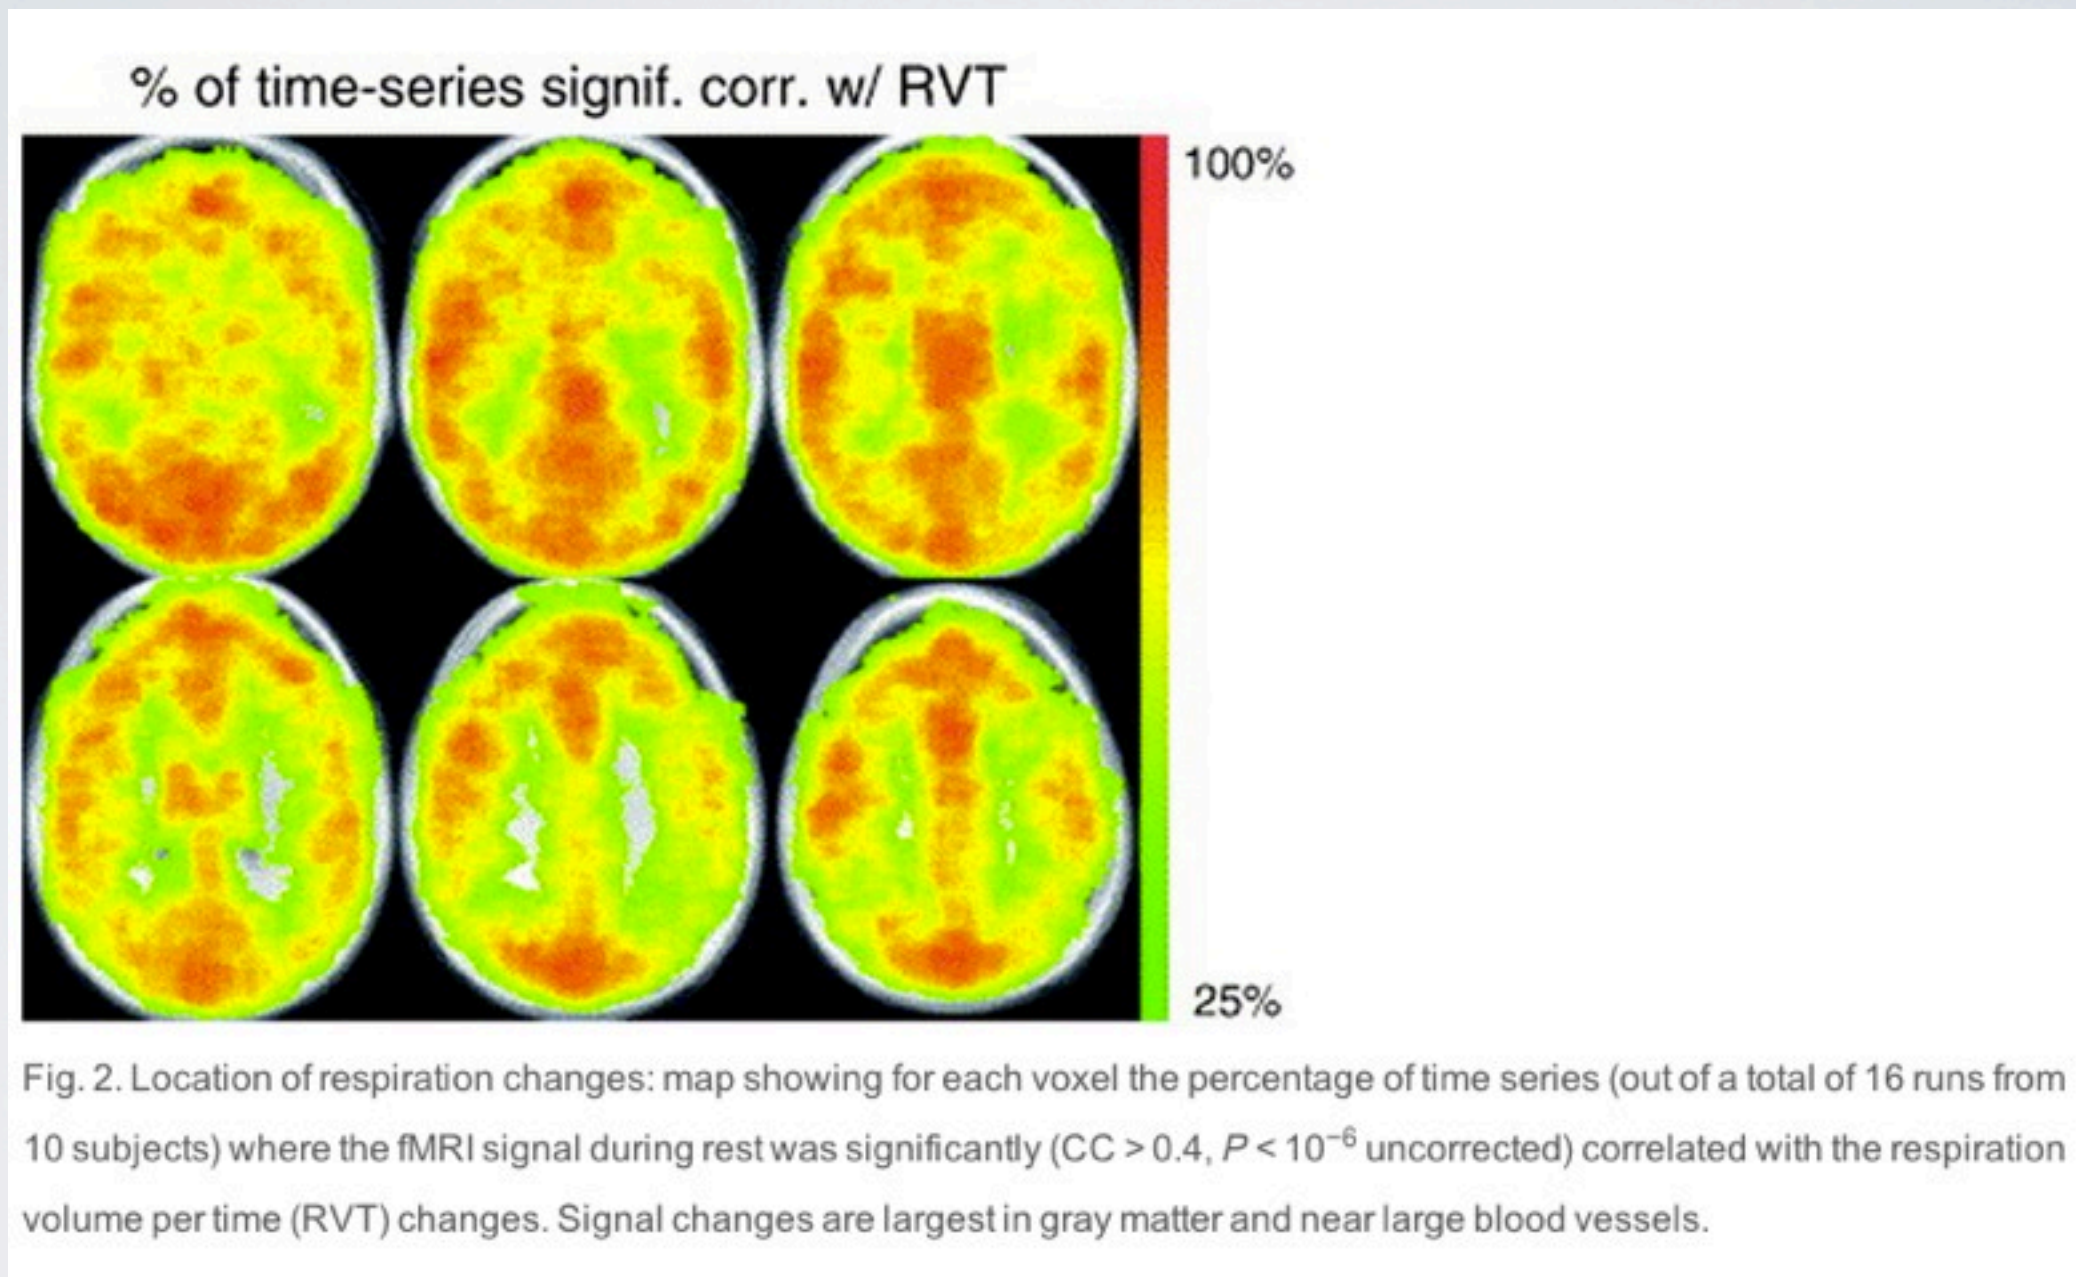 % of time-series signif. corr. w/ RVT
100%
25%
Fig. 2. Location of respiration changes: map showing for each voxel the percentage of time series (out of a total of 16 runs from
10 subjects) where the fMRI signal during rest was significantly (CC > 0.4, P < 10⁻⁶ uncorrected) correlated with the respiration
volume per time (RVT) changes. Signal changes are largest in gray matter and near large blood vessels.